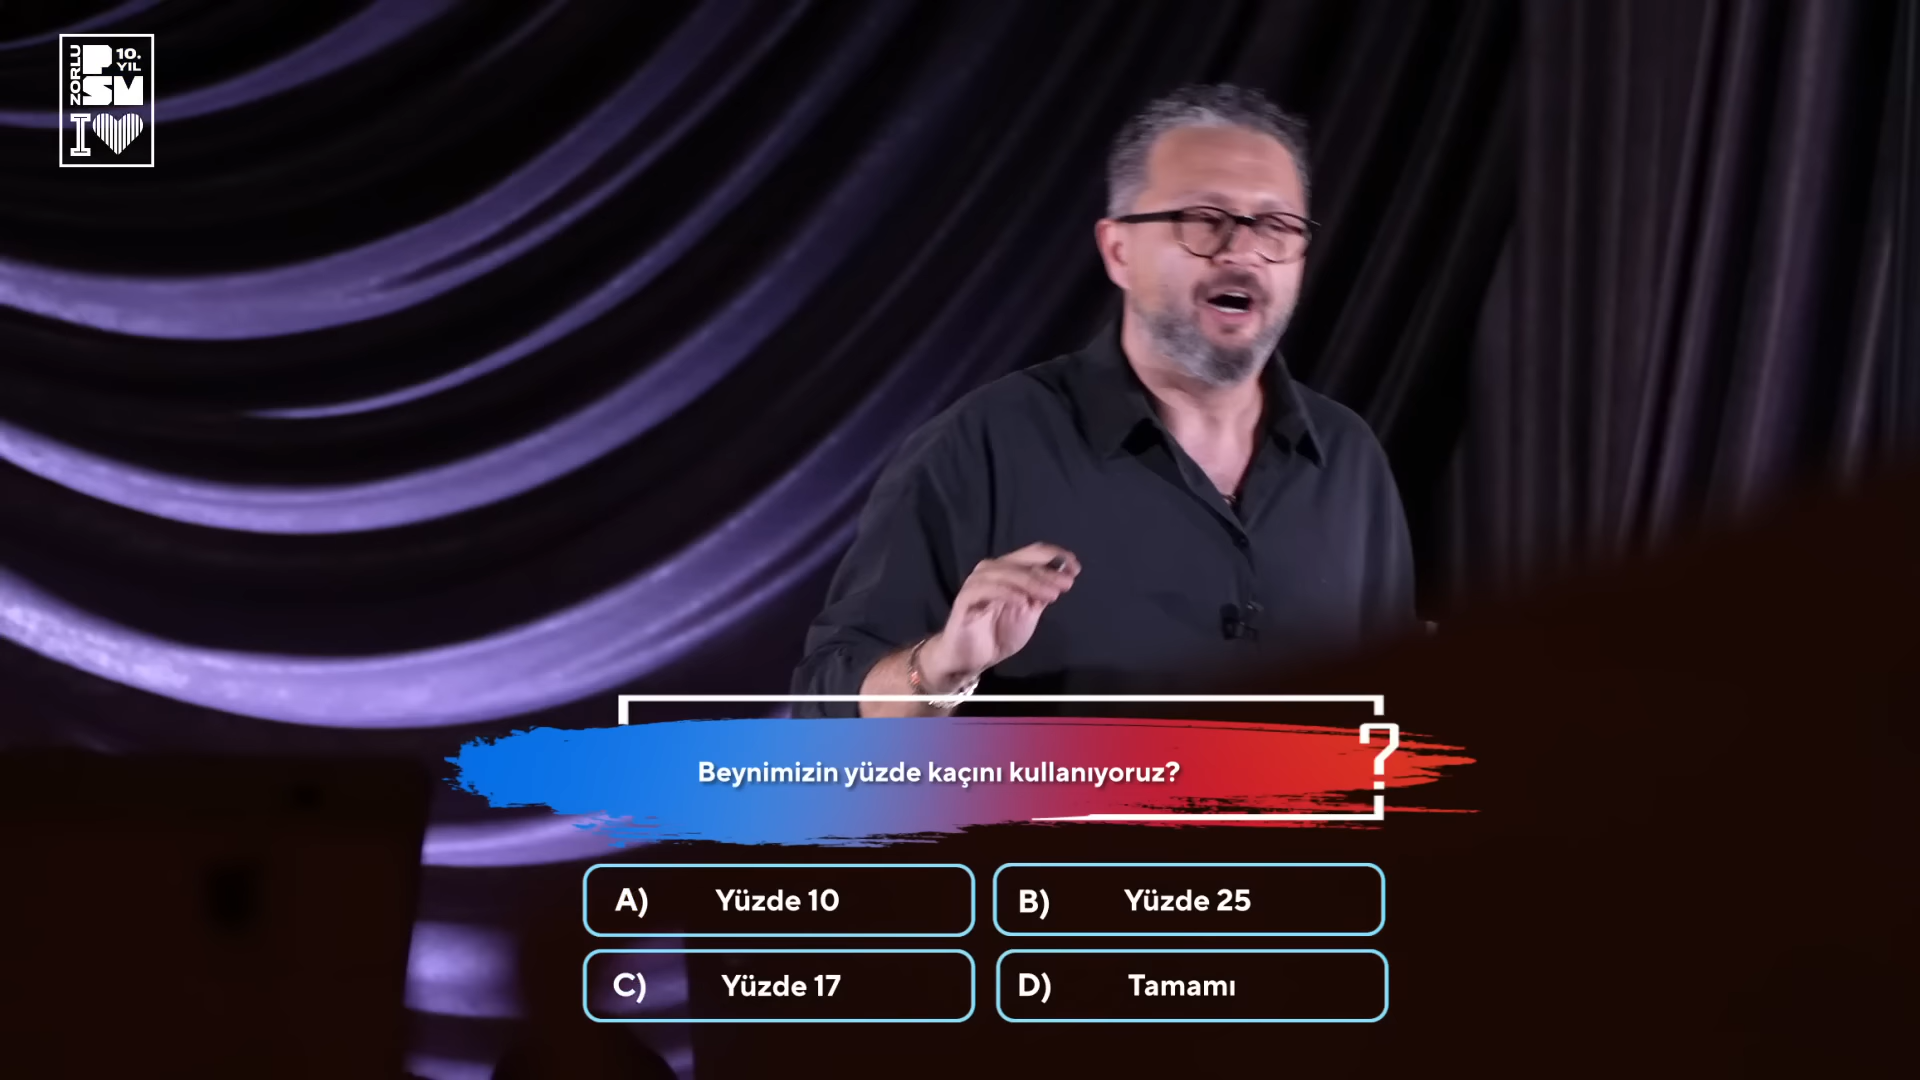 ZORLU
PSM
10.
YIL
I
Beynimizin yüzde kaçını kullanıyoruz?
?
A) Yüzde 10
B) Yüzde 25
C) Yüzde 17
D) Tamamı